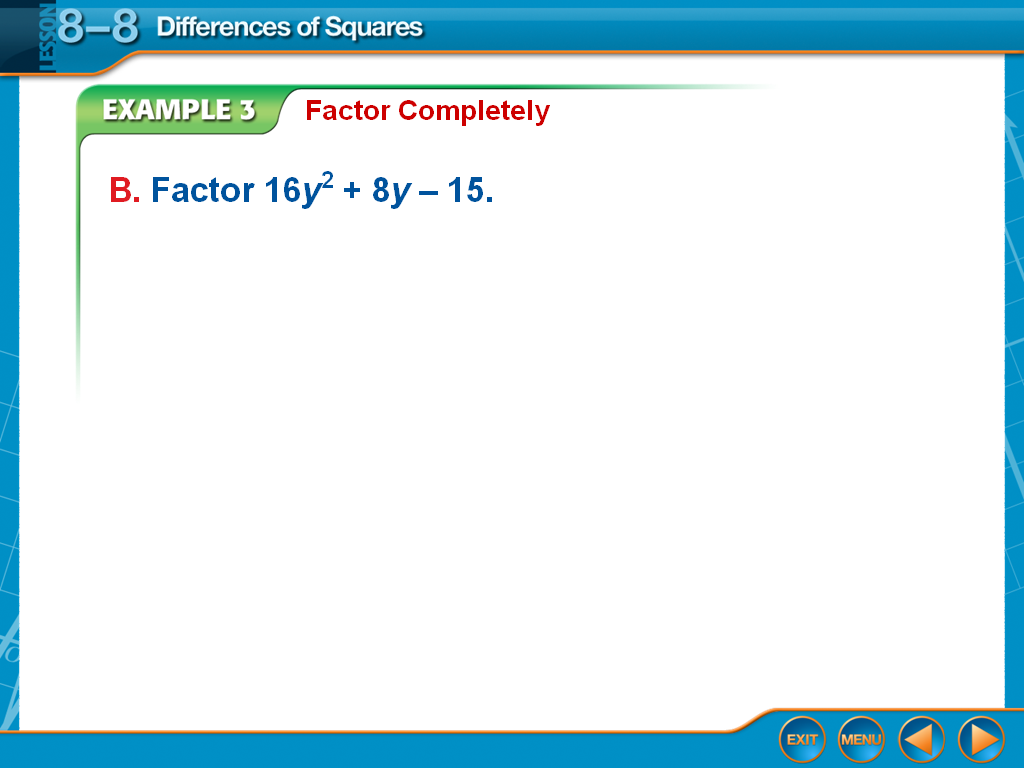 LESSON 8–8 Differences of Squares
EXAMPLE 3 Factor Completely
B. Factor 16y² + 8y – 15.
EXIT MENU